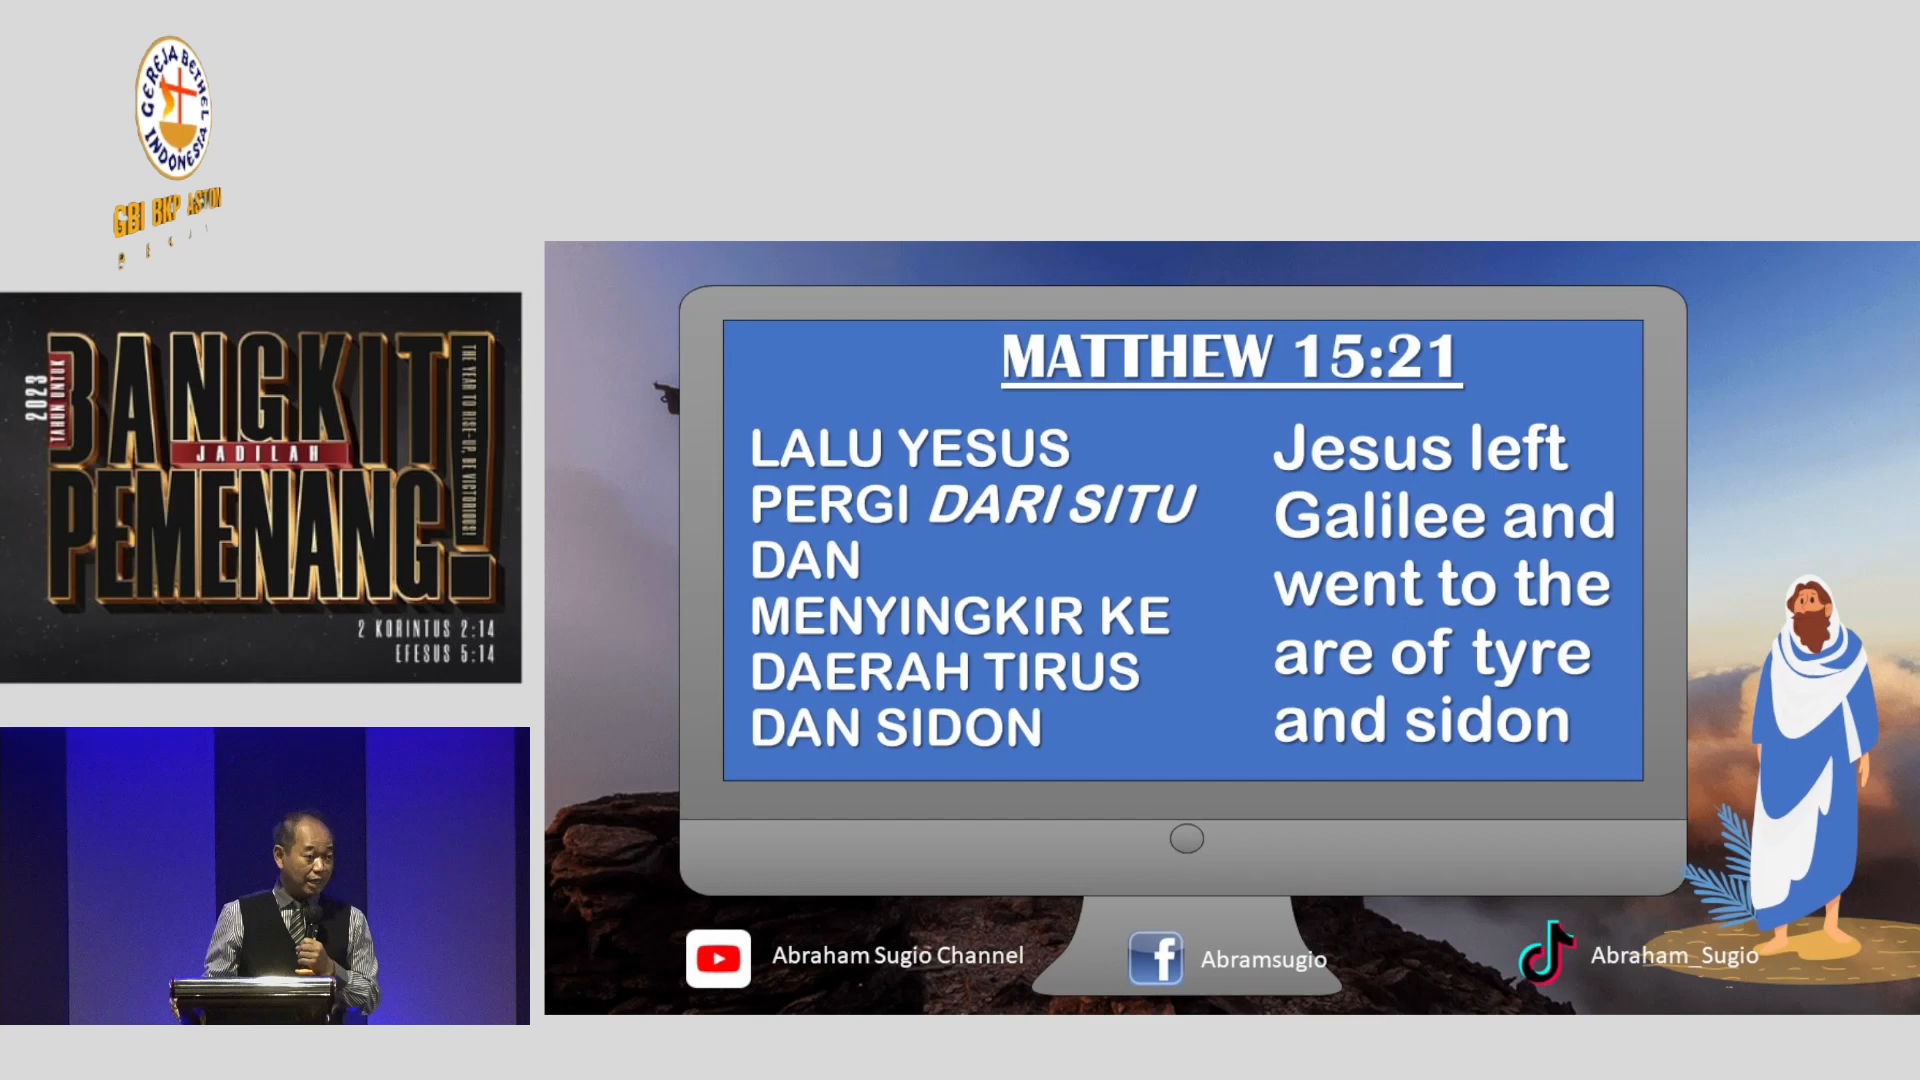 GEREJA BETHEL INDONESIA
GBI BKP ASTON
2023
TAHUN UNTUK
BANGKIT
JADILAH
PEMENANG!
THE YEAR TO RISE-UP, BE VICTORIOUS!
2 KORINTUS 2:14
EFESUS 5:14
MATTHEW 15:21
LALU YESUS
PERGI DARI SITU
DAN
MENYINGKIR KE
DAERAH TIRUS
DAN SIDON
Jesus left
Galilee and
went to the
are of tyre
and sidon
Abraham Sugio Channel
Abramsugio
Abraham_Sugio